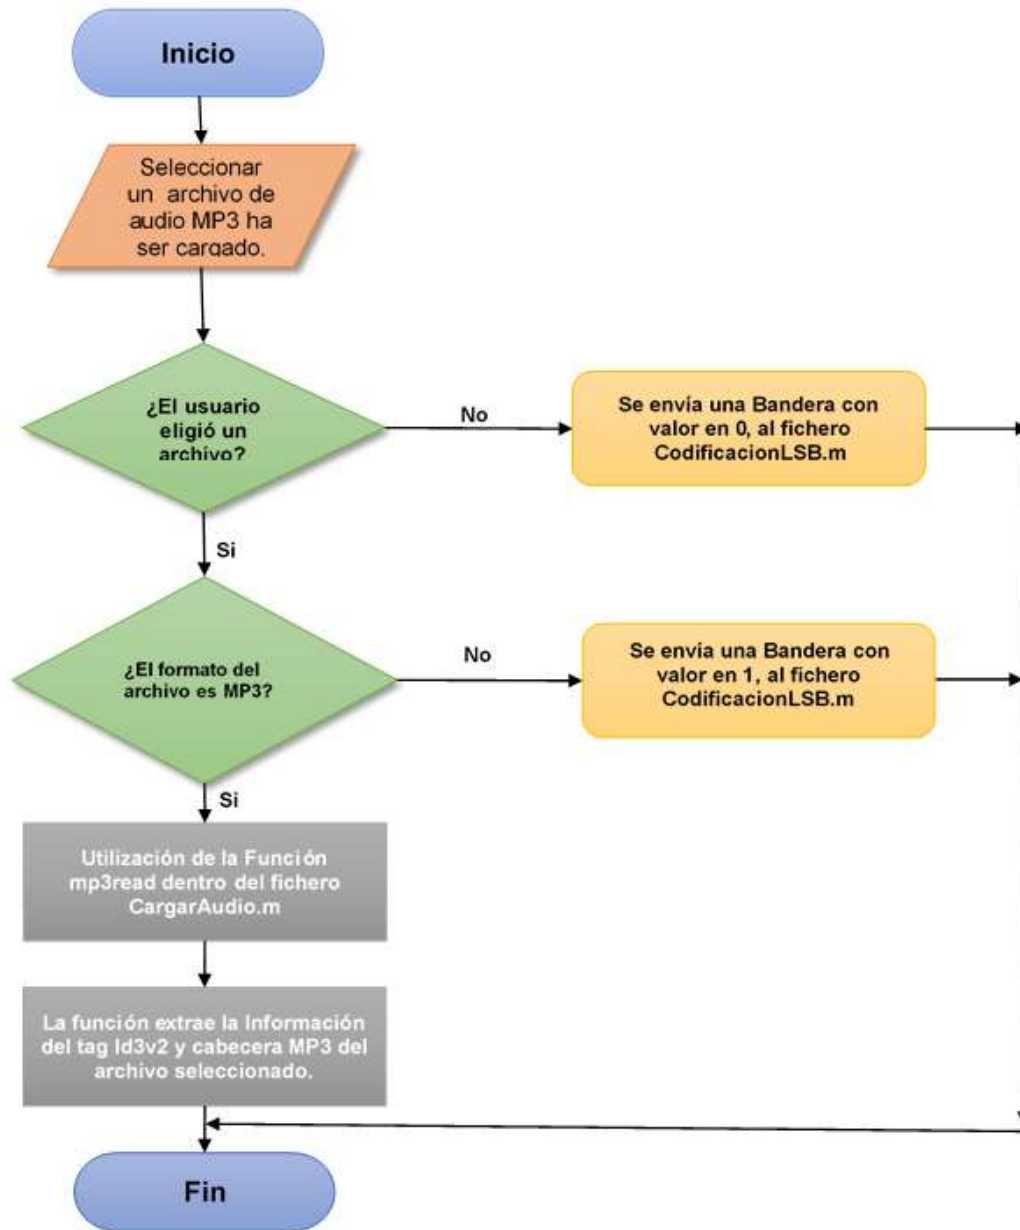 Inicio
Seleccionar
un archivo de
audio MP3 ha
ser cargado.
¿El usuario
eligió un
archivo?
No
Se envía una Bandera con
valor en 0, al fichero
CodificacionLSB.m
Si
¿El formato del
archivo es MP3?
No
Se envía una Bandera con
valor en 1, al fichero
CodificacionLSB.m
Si
Utilización de la Función
mp3read dentro del fichero
CargarAudio.m
La función extrae la Información
del tag Id3v2 y cabecera MP3 del
archivo seleccionado.
Fin